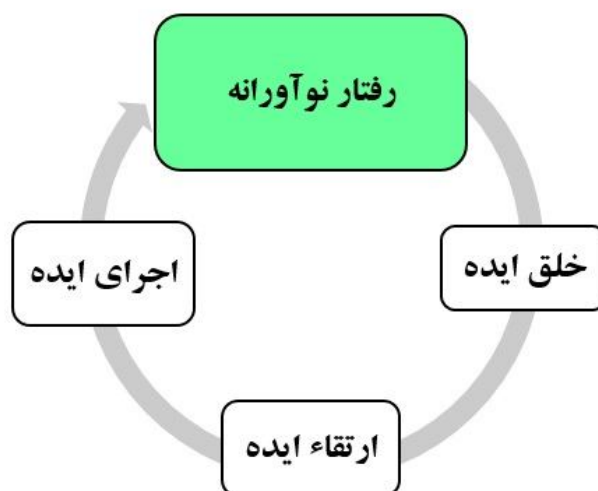 رفتار نوآورانه
خلق ایده
ارتقاء ایده
اجرای ایده